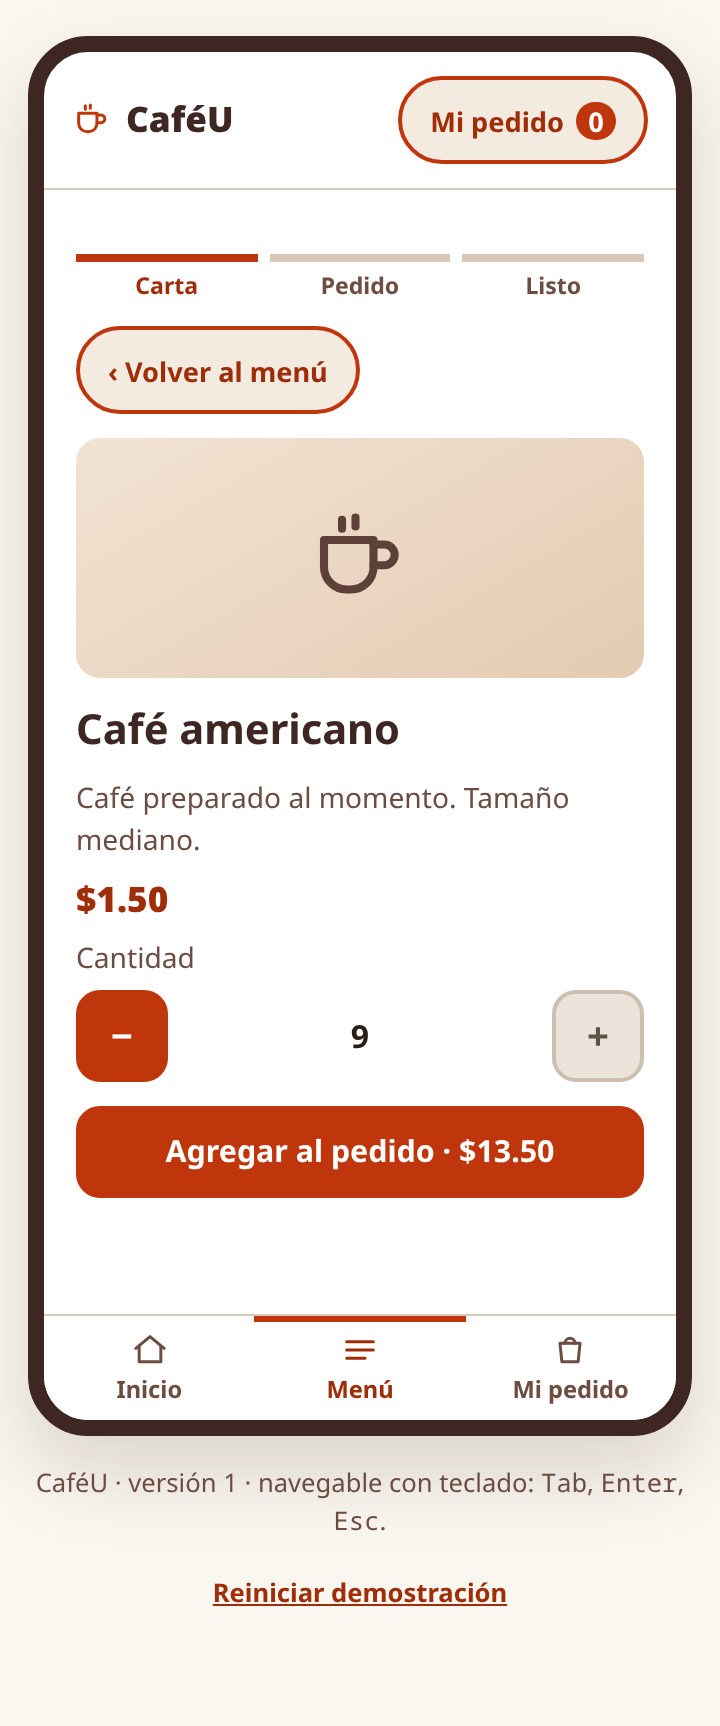 CaféU
Mi pedido 0
Carta Pedido Listo
‹ Volver al menú
Café americano
Café preparado al momento. Tamaño
mediano.
$1.50
Cantidad
− 9 +
Agregar al pedido · $13.50
Inicio Menú Mi pedido
CaféU · versión 1 · navegable con teclado: Tab, Enter,
Esc.
Reiniciar demostración